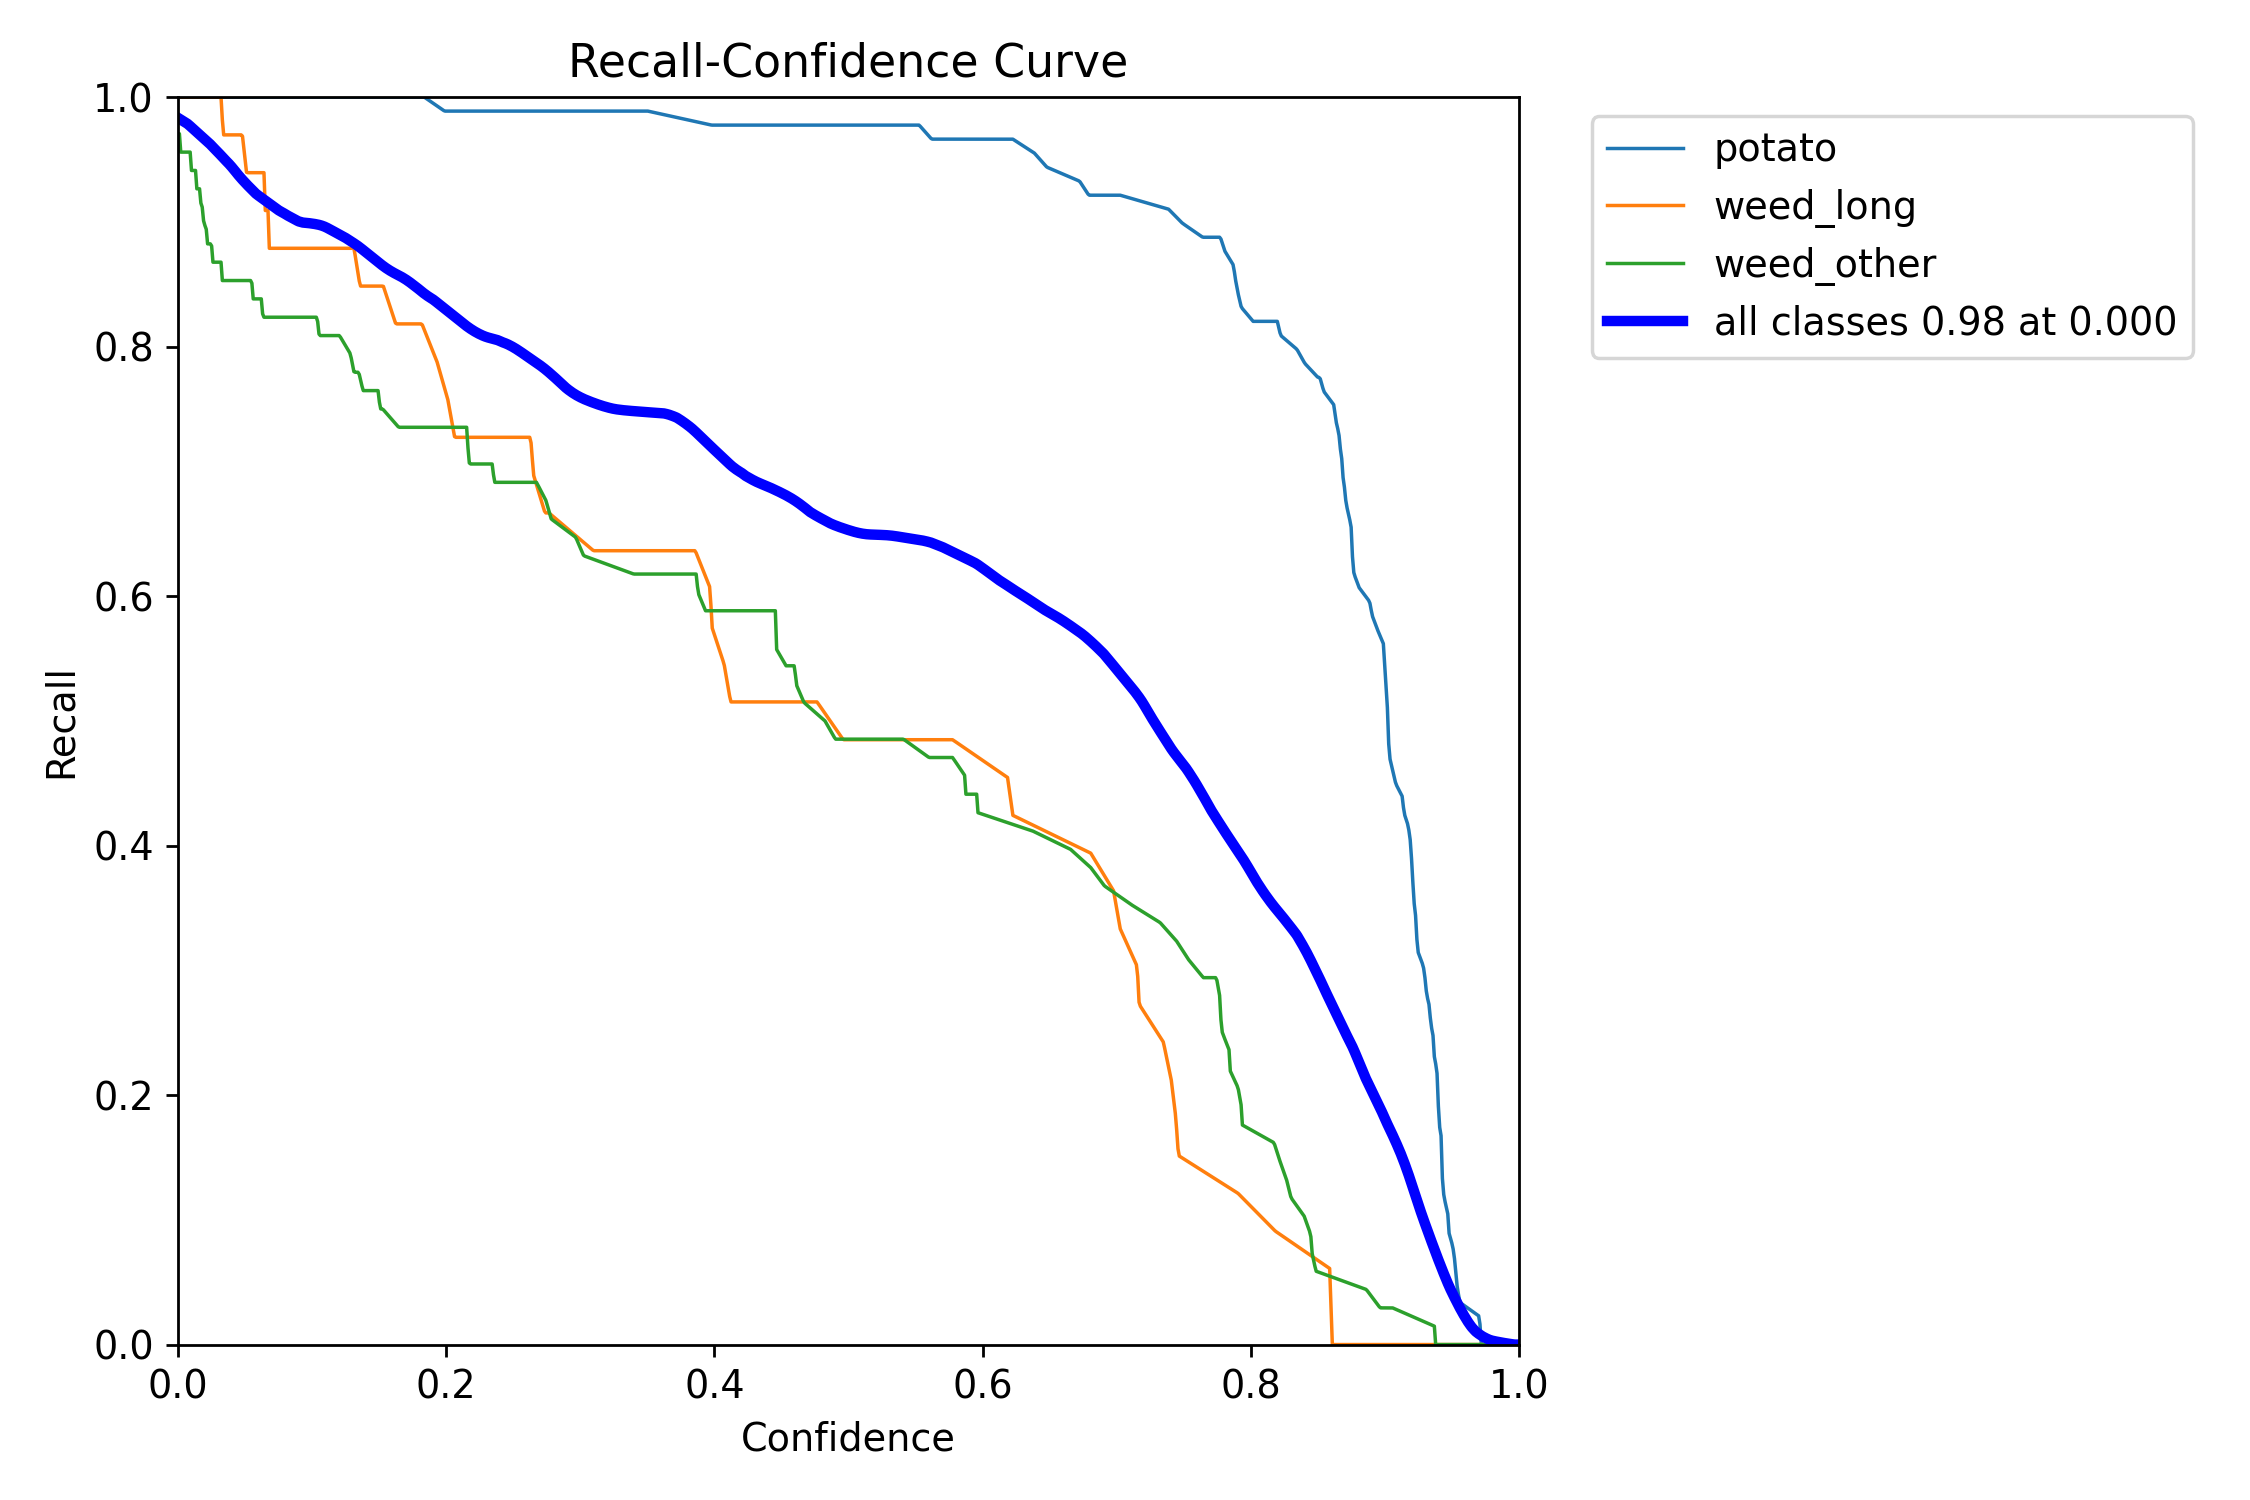 Recall-Confidence Curve
1.0
0.8
0.6
0.4
0.2
0.0
Recall
0.0 0.2 0.4 0.6 0.8 1.0
Confidence
potato
weed_long
weed_other
all classes 0.98 at 0.000